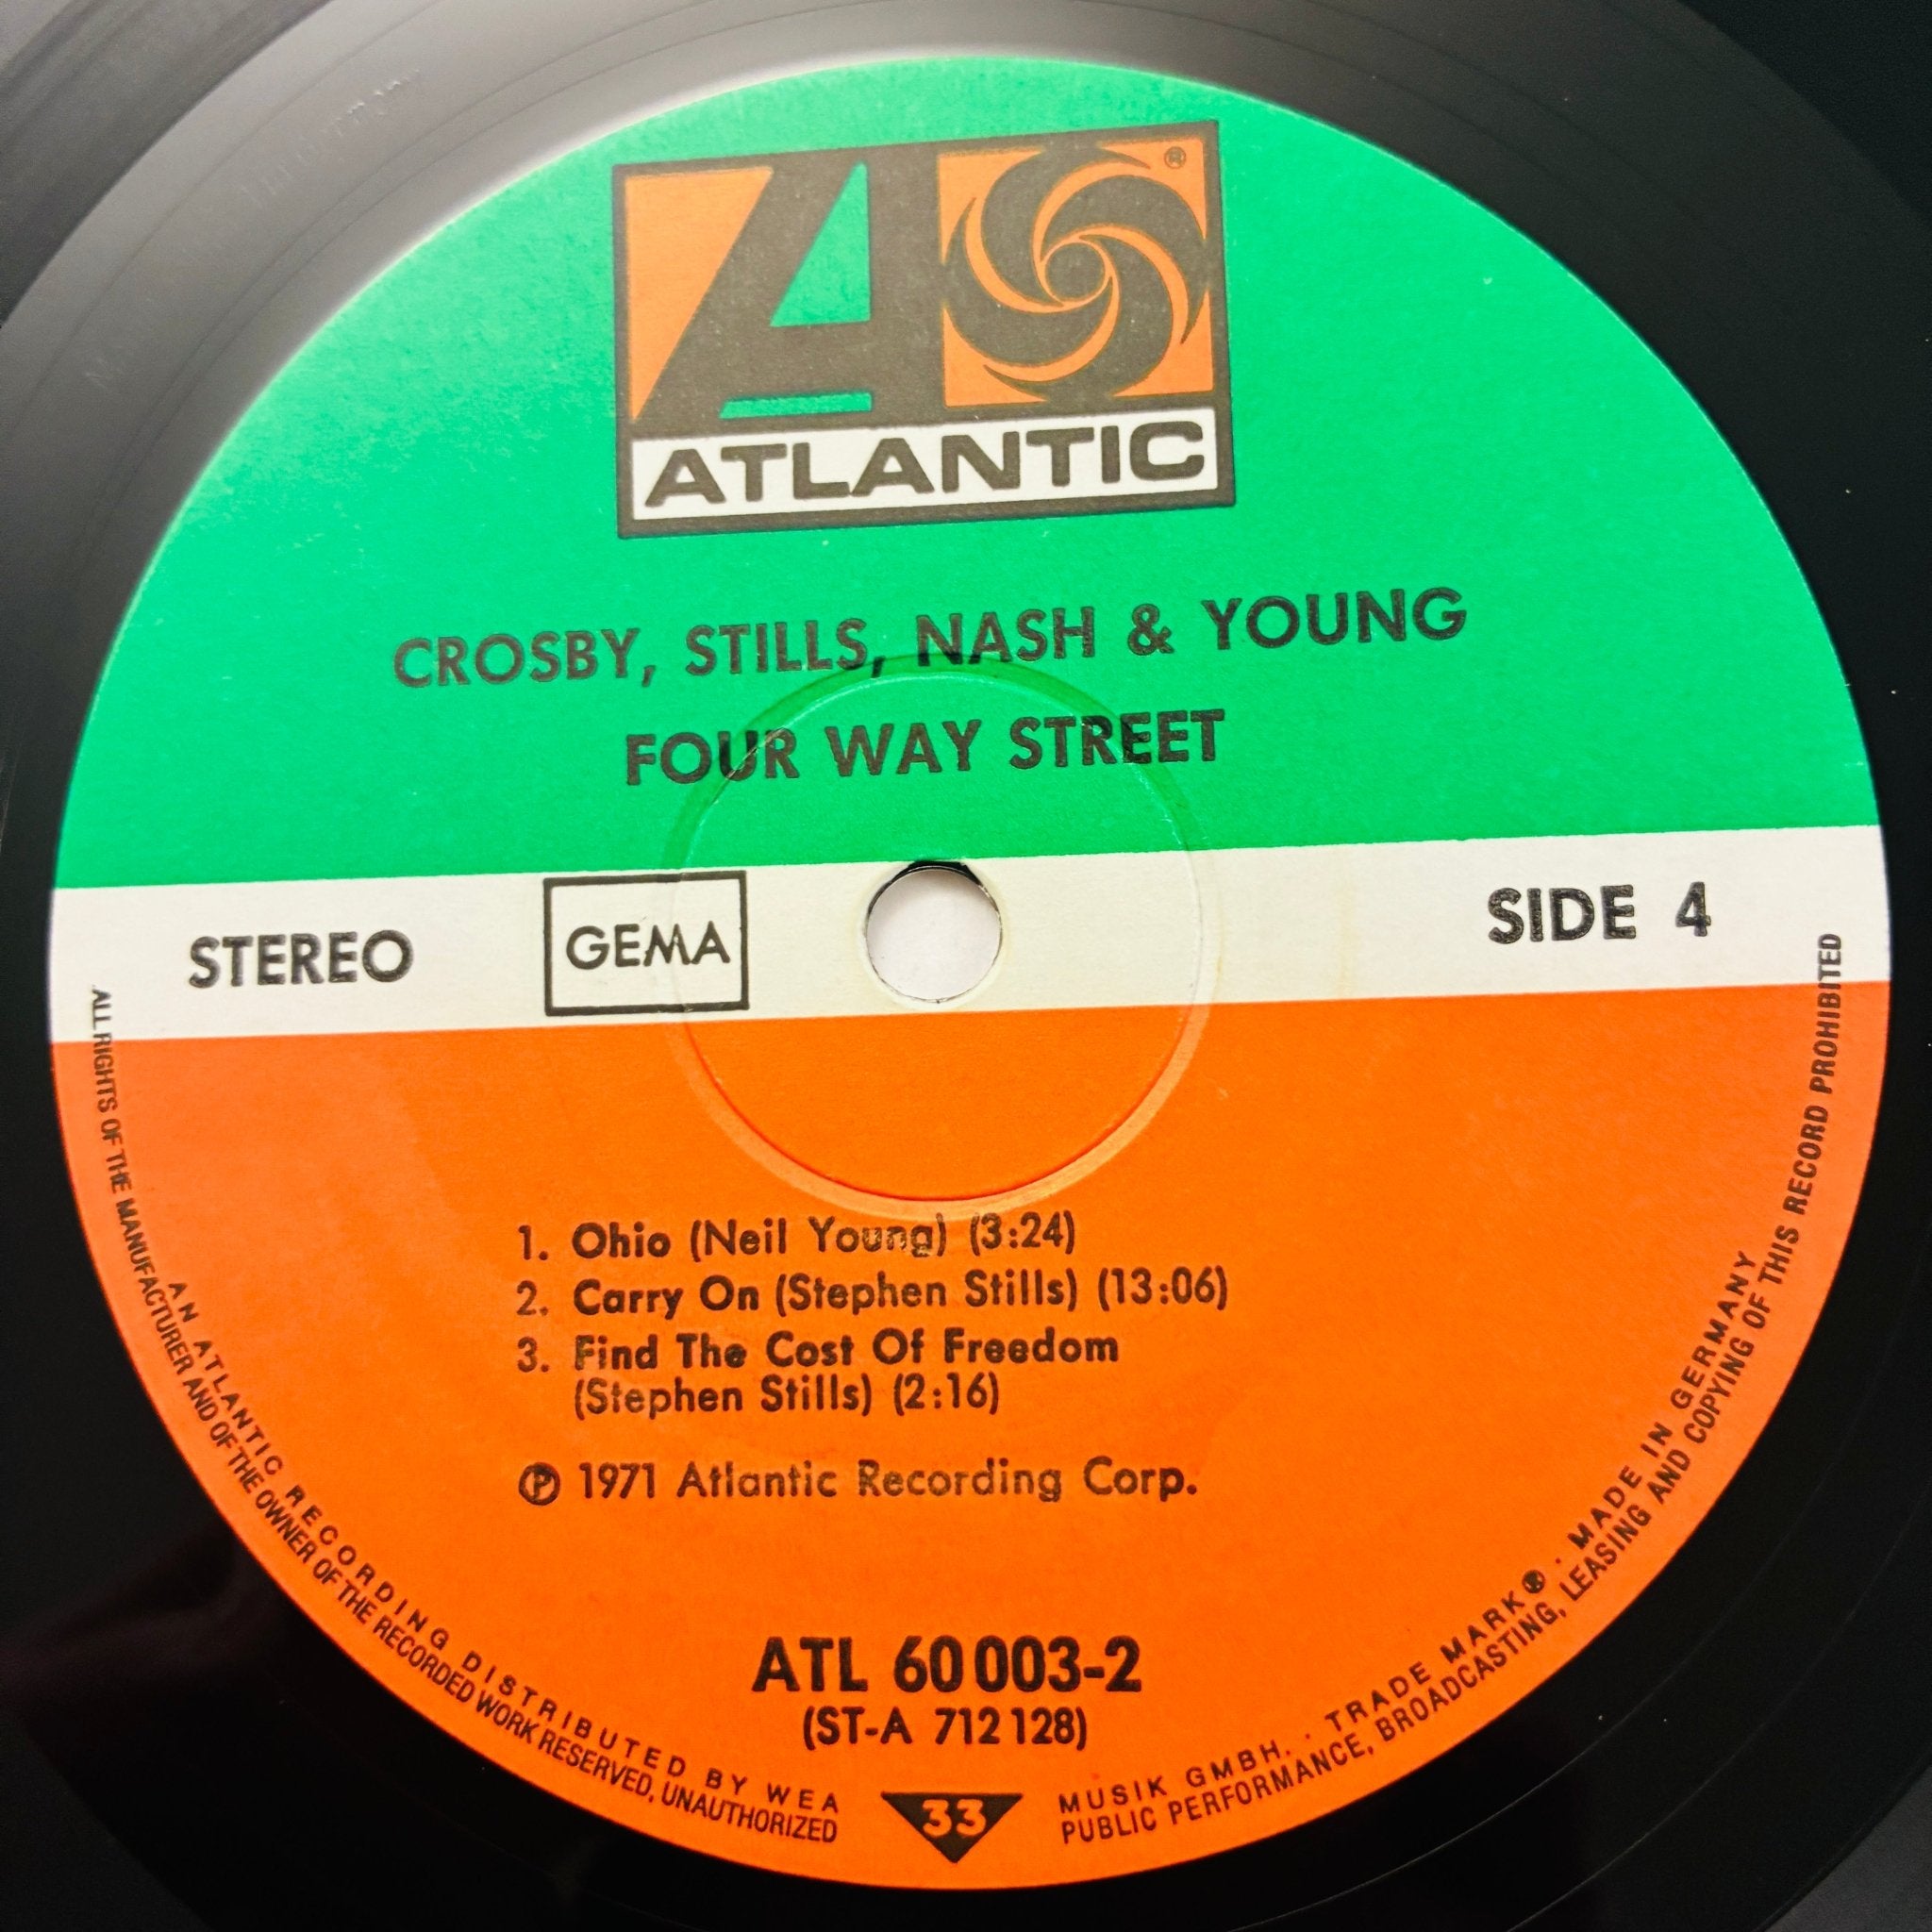 ®
ATLANTIC
CROSBY, STILLS, NASH & YOUNG
FOUR WAY STREET
STEREO
GEMA
SIDE 4
1. Ohio (Neil Young) (3:24)
2. Carry On (Stephen Stills) (13:06)
3. Find The Cost Of Freedom
(Stephen Stills) (2:16)
℗ 1971 Atlantic Recording Corp.
ATL 60 003-2
(ST-A 712 128)
33
AN ATLANTIC RECORDING DISTRIBUTED BY WEA MUSIK GMBH. · TRADE MARK® · MADE IN GERMANY
ALL RIGHTS OF THE MANUFACTURER AND OF THE OWNER OF THE RECORDED WORK RESERVED, UNAUTHORIZED PUBLIC PERFORMANCE, BROADCASTING, LEASING AND COPYING OF THIS RECORD PROHIBITED